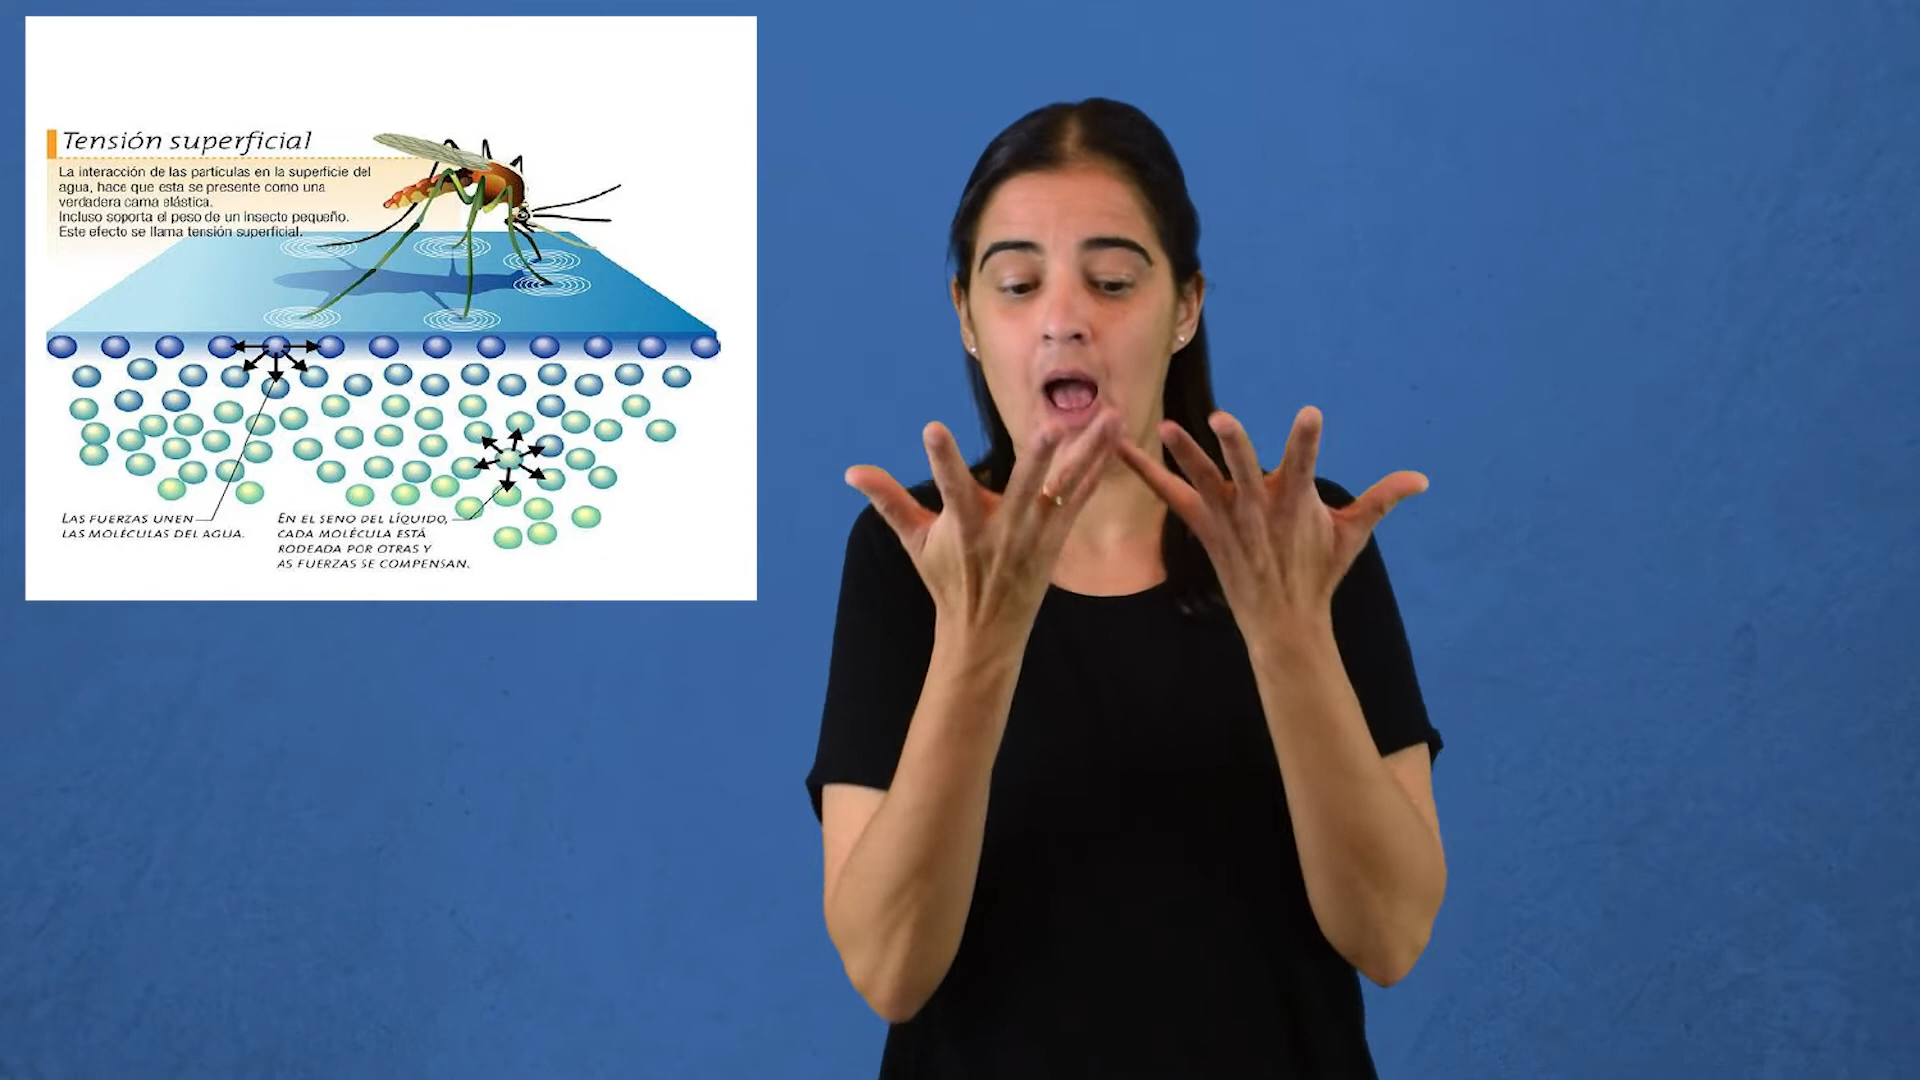 Tensión superficial
La interacción de las partículas en la superficie del
agua, hace que esta se presente como una
verdadera cama elástica.
Incluso soporta el peso de un insecto pequeño.
Este efecto se llama tensión superficial.
LAS FUERZAS UNEN
LAS MOLÉCULAS DEL AGUA.
EN EL SENO DEL LÍQUIDO,
CADA MOLÉCULA ESTÁ
RODEADA POR OTRAS Y
AS FUERZAS SE COMPENSAN.